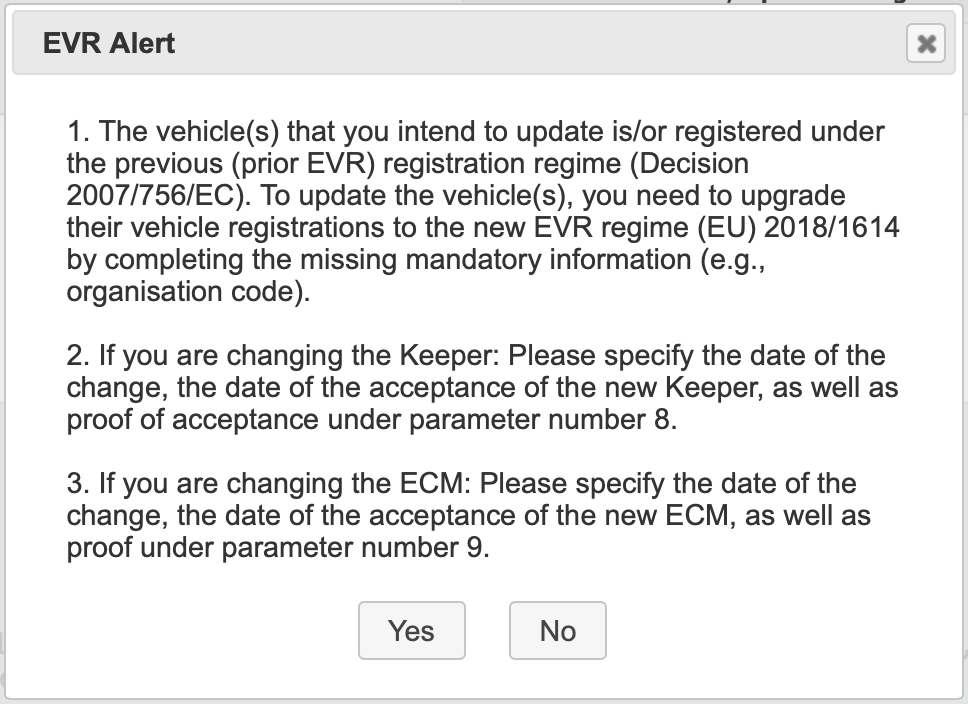 EVR Alert
1. The vehicle(s) that you intend to update is/or registered under
the previous (prior EVR) registration regime (Decision
2007/756/EC). To update the vehicle(s), you need to upgrade
their vehicle registrations to the new EVR regime (EU) 2018/1614
by completing the missing mandatory information (e.g.,
organisation code).
2. If you are changing the Keeper: Please specify the date of the
change, the date of the acceptance of the new Keeper, as well as
proof of acceptance under parameter number 8.
3. If you are changing the ECM: Please specify the date of the
change, the date of the acceptance of the new ECM, as well as
proof under parameter number 9.
Yes No